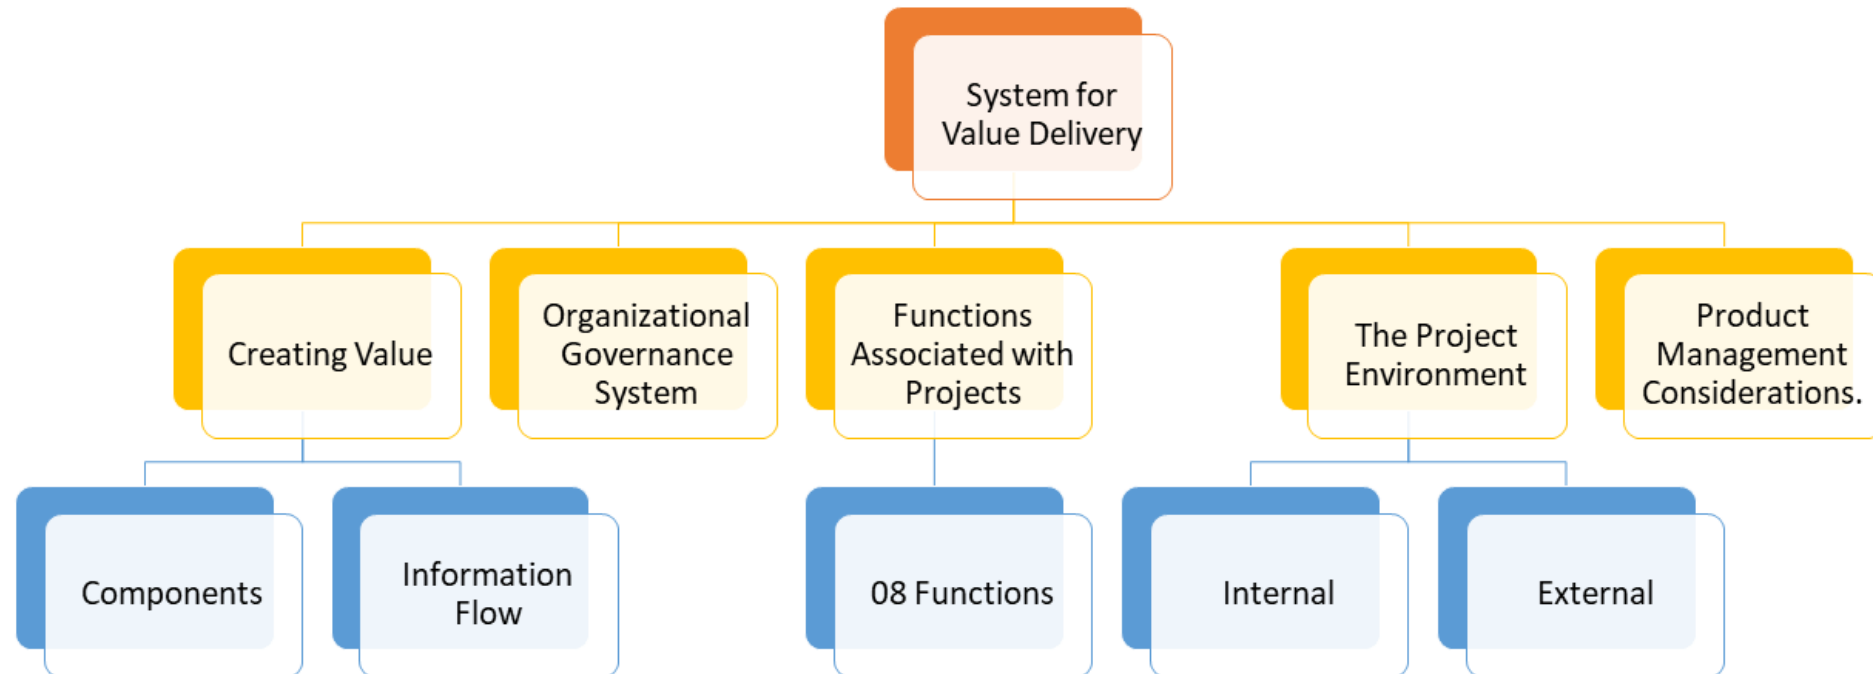 System for
Value Delivery
Creating Value
Organizational
Governance
System
Functions
Associated with
Projects
The Project
Environment
Product
Management
Considerations.
Components
Information
Flow
08 Functions
Internal
External